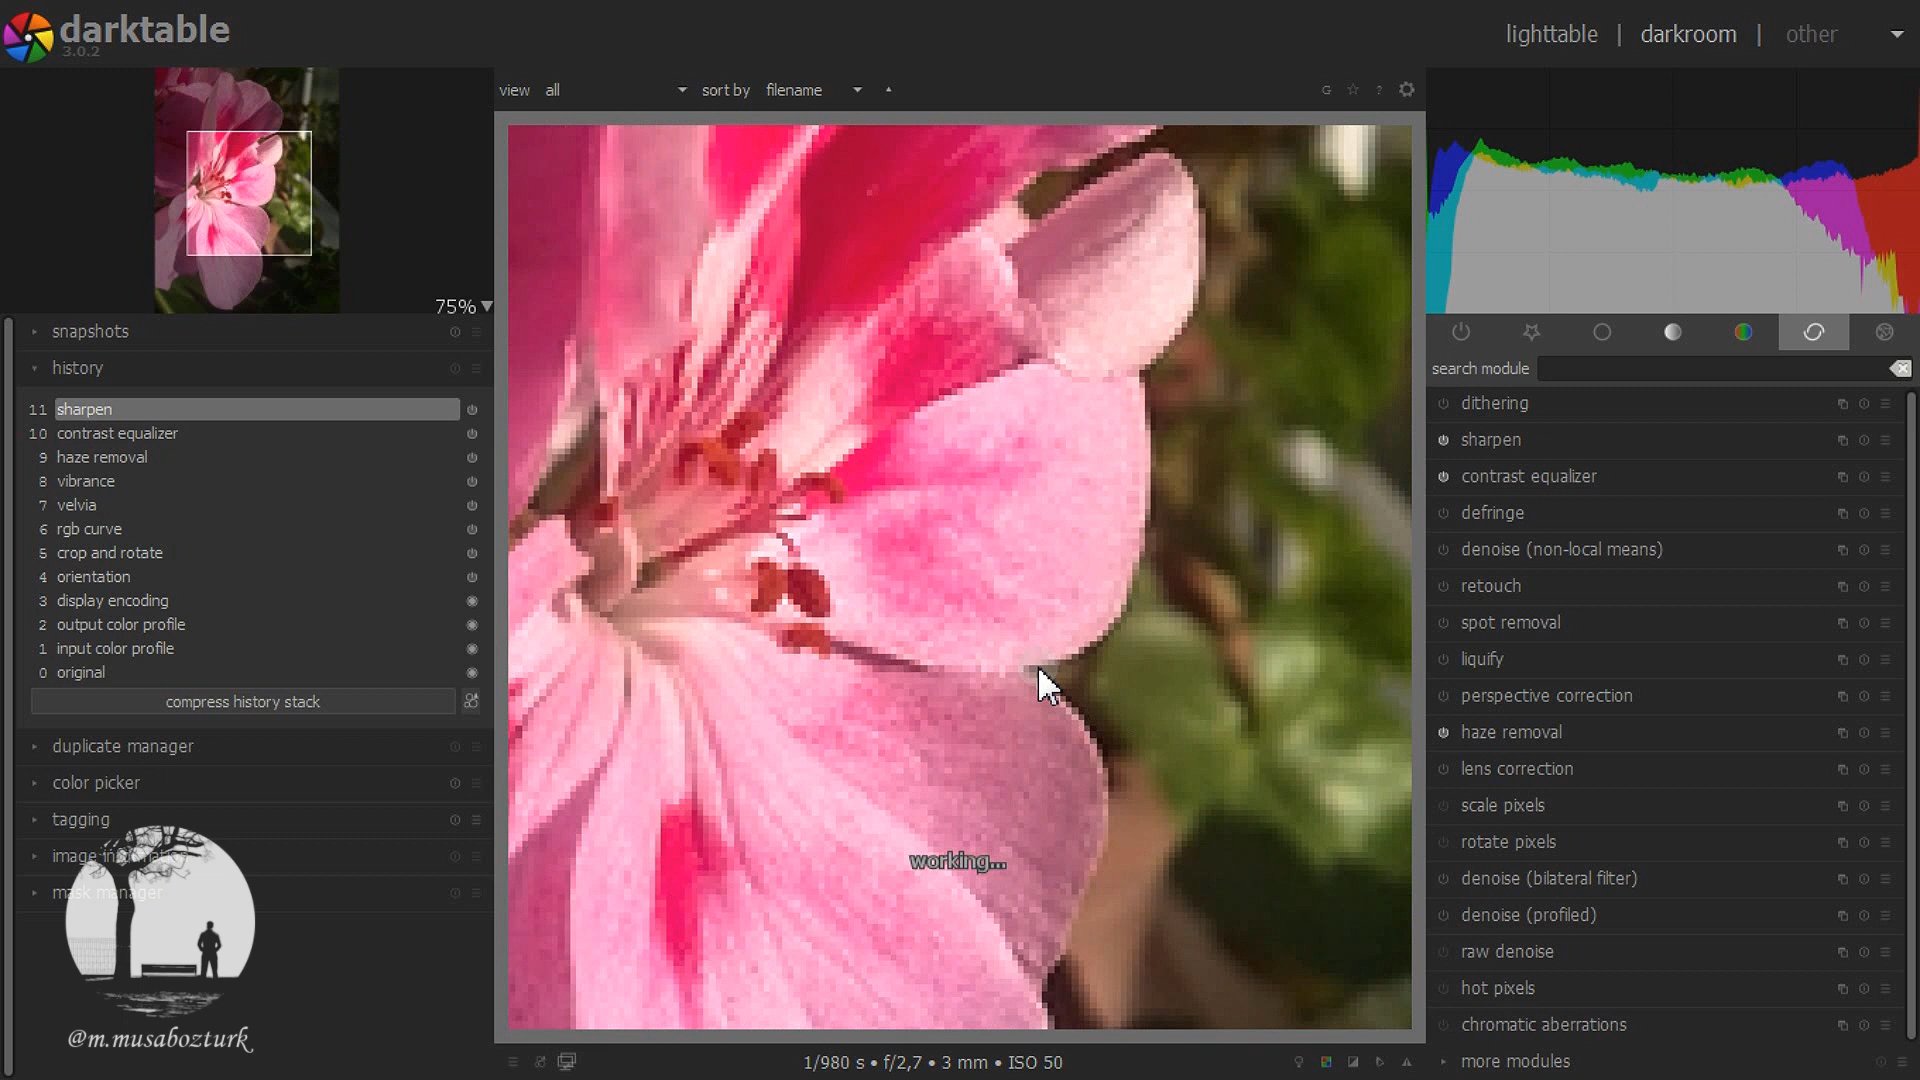 darktable
3.0.2
lighttable | darkroom | other
view all sort by filename
G ☆ ?
75%
snapshots
history
11 sharpen
10 contrast equalizer
9 haze removal
8 vibrance
7 velvia
6 rgb curve
5 crop and rotate
4 orientation
3 display encoding
2 output color profile
1 input color profile
0 original
compress history stack
duplicate manager
color picker
tagging
image information
mask manager
@m.musabozturk
working...
1/980 s • f/2,7 • 3 mm • ISO 50
search module
dithering
sharpen
contrast equalizer
defringe
denoise (non-local means)
retouch
spot removal
liquify
perspective correction
haze removal
lens correction
scale pixels
rotate pixels
denoise (bilateral filter)
denoise (profiled)
raw denoise
hot pixels
chromatic aberrations
more modules